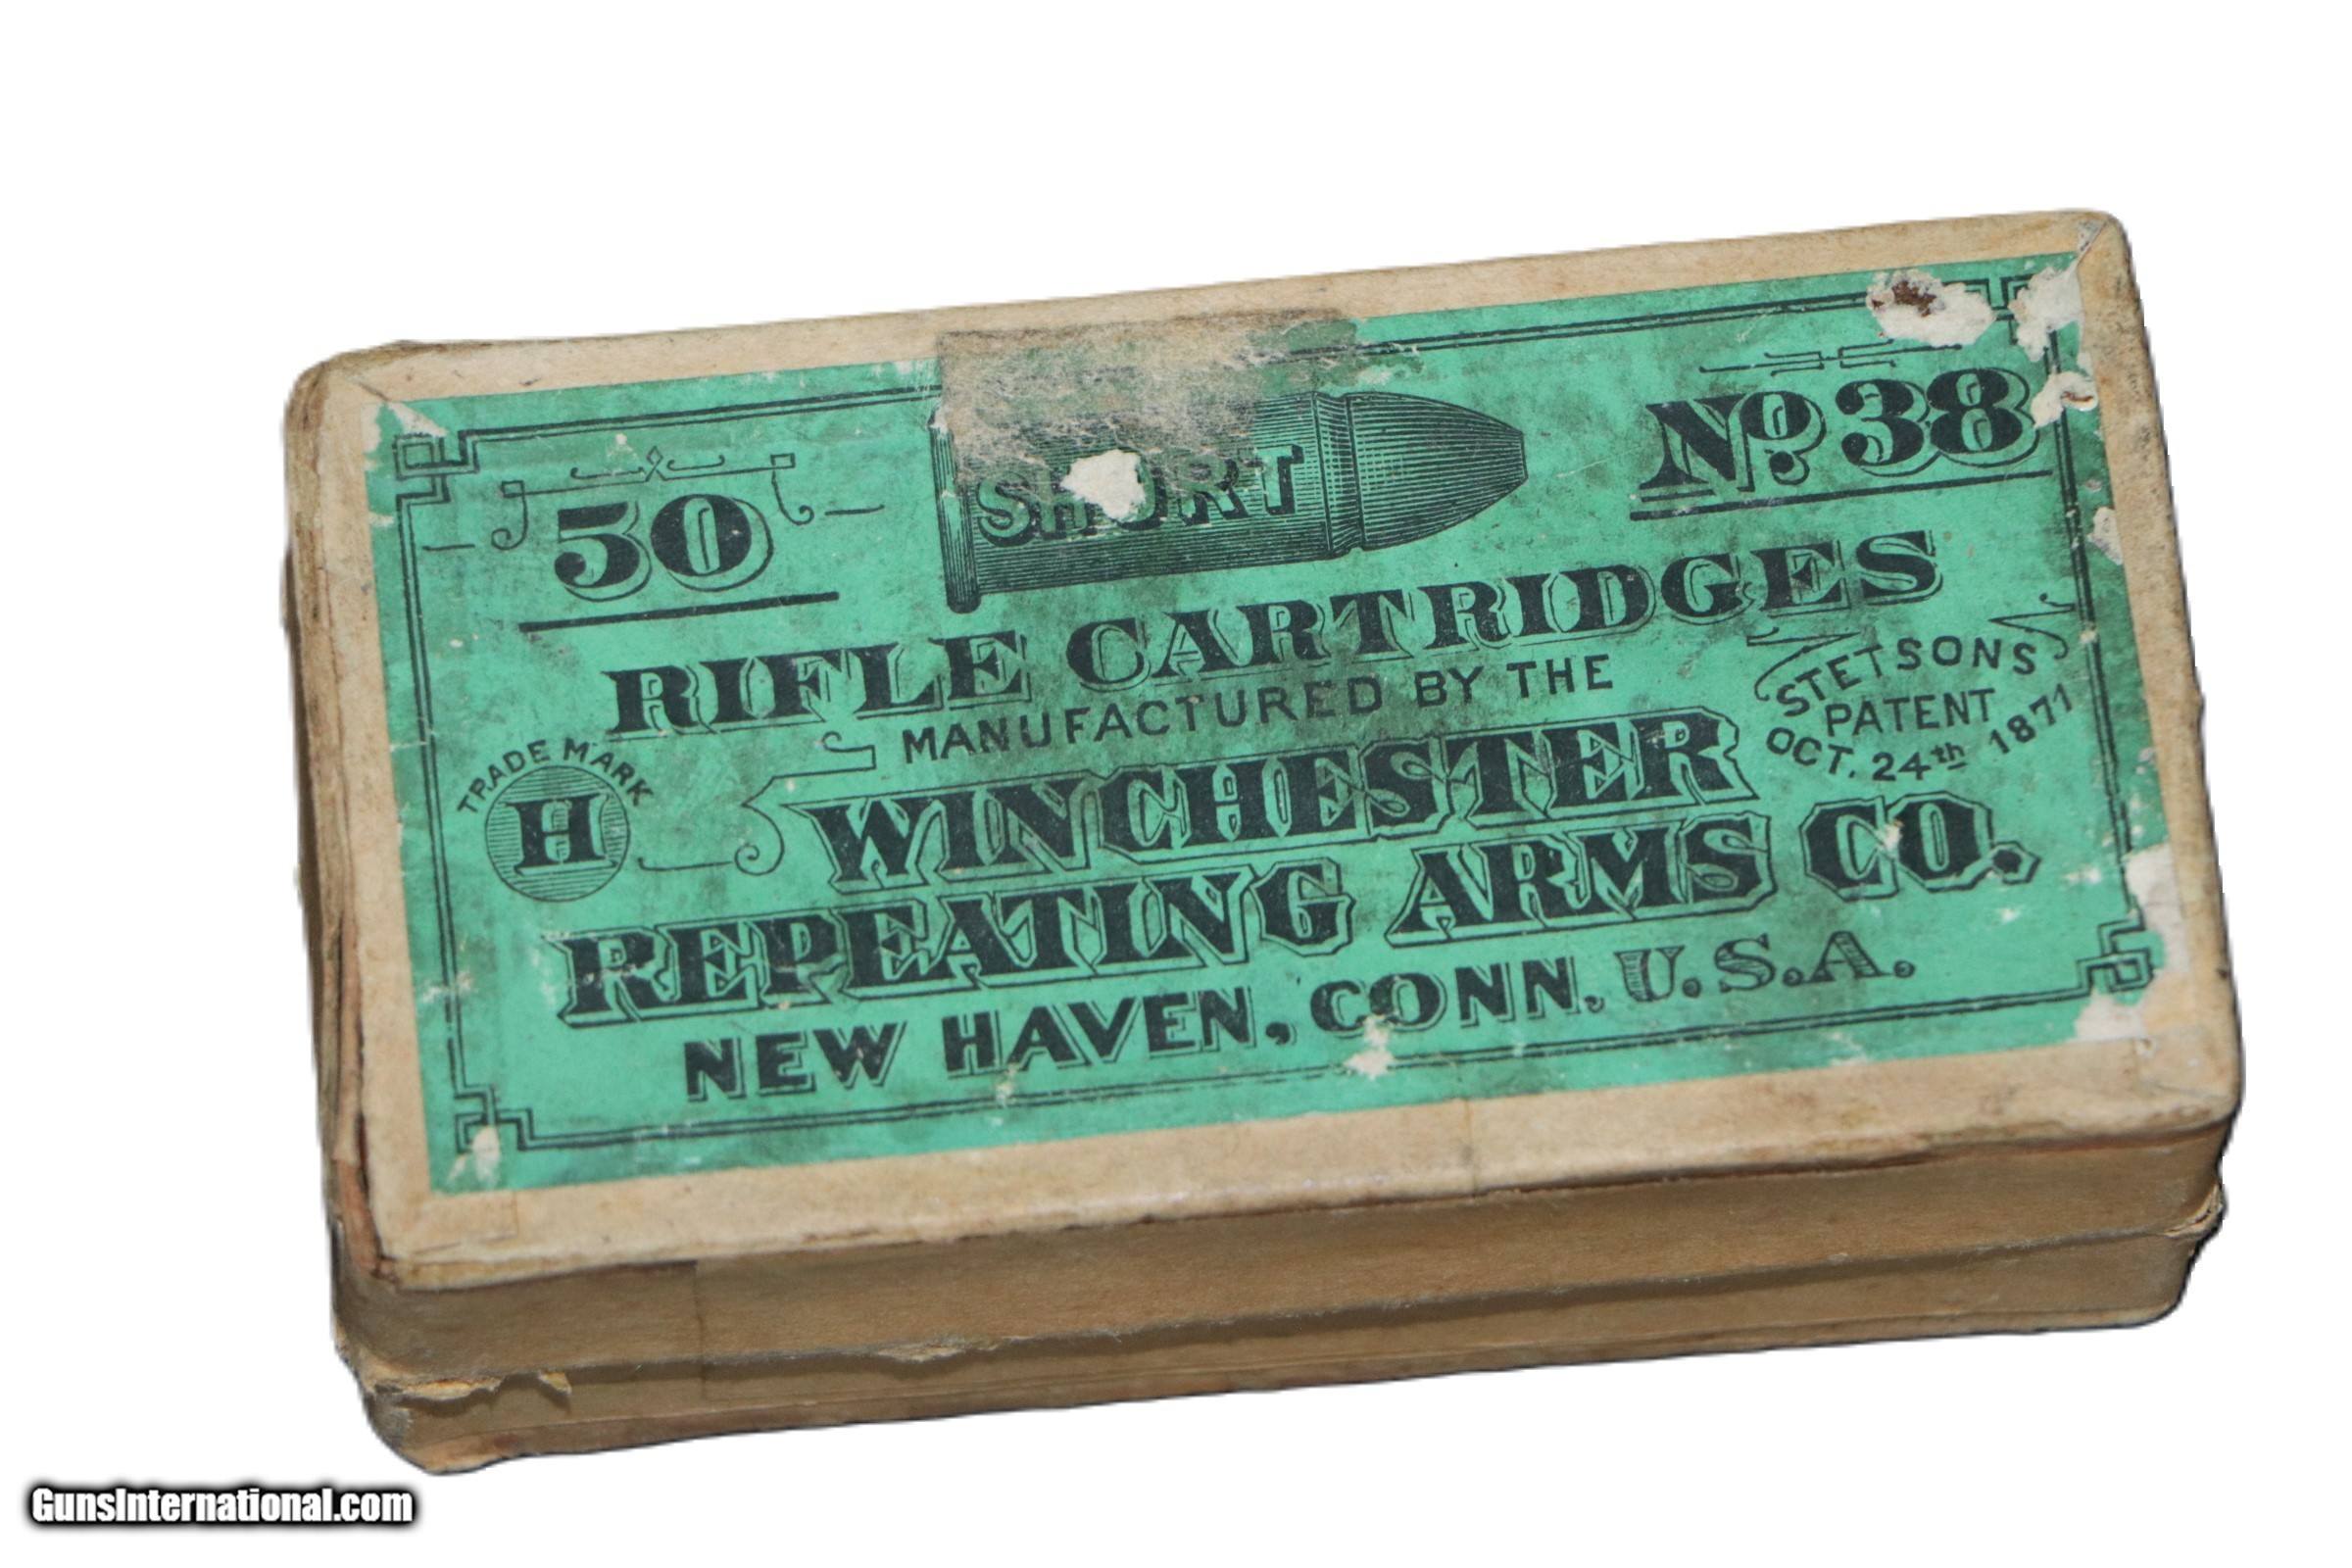 50
SHORT
No. 38
RIFLE CARTRIDGES
MANUFACTURED BY THE
STETSONS
PATENT
OCT. 24th 1871
TRADE MARK
H
WINCHESTER
REPEATING ARMS CO.
NEW HAVEN, CONN. U.S.A.
GunsInternational.com